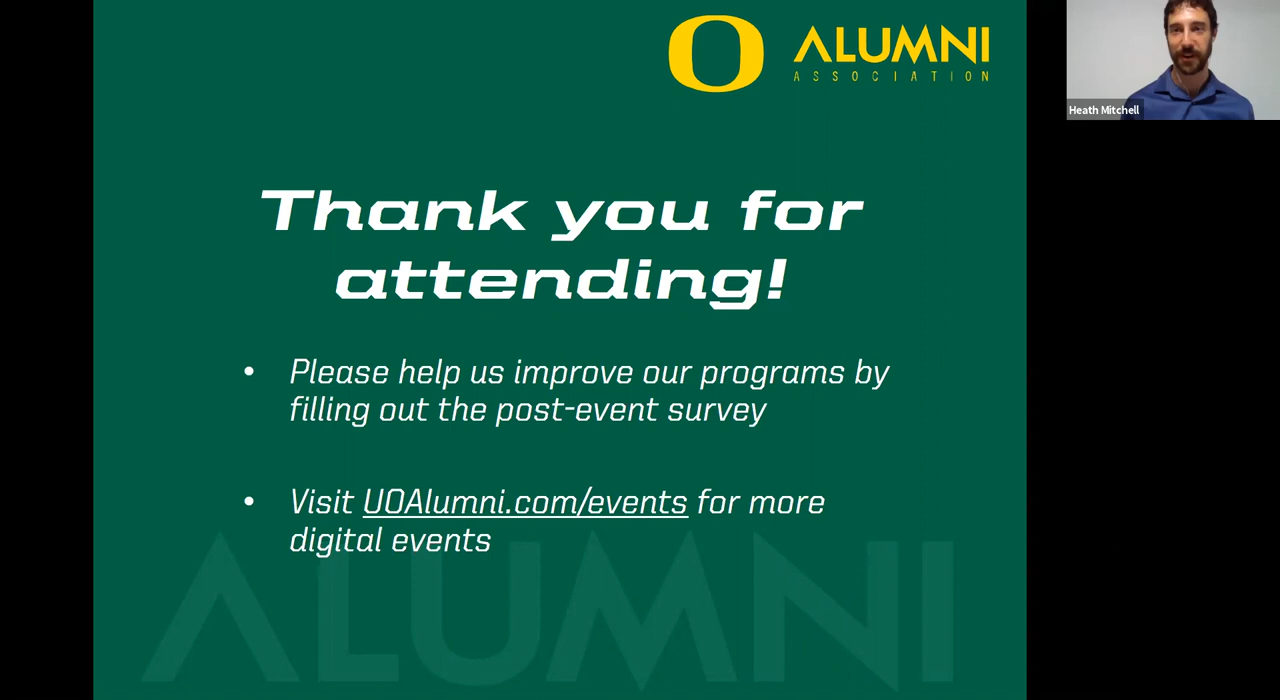 O ALUMNI
ASSOCIATION
Heath Mitchell
Thank you for
attending!
• Please help us improve our programs by
filling out the post-event survey
• Visit UOAlumni.com/events for more
digital events
ALUMNI